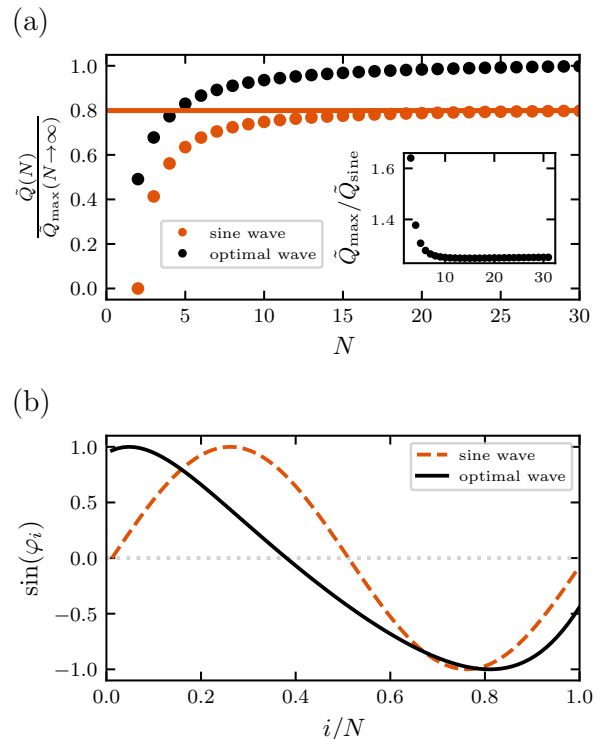 (a)
1.0
0.8
0.6
0.4
0.2
0.0
Q̃(N)
Q̃max(N→∞)
sine wave
optimal wave
Q̃max/Q̃sine
1.6
1.4
10 20 30
0 5 10 15 20 25 30
N
(b)
1.0
0.5
0.0
−0.5
−1.0
sin(φi)
sine wave
optimal wave
0.0 0.2 0.4 0.6 0.8 1.0
i/N